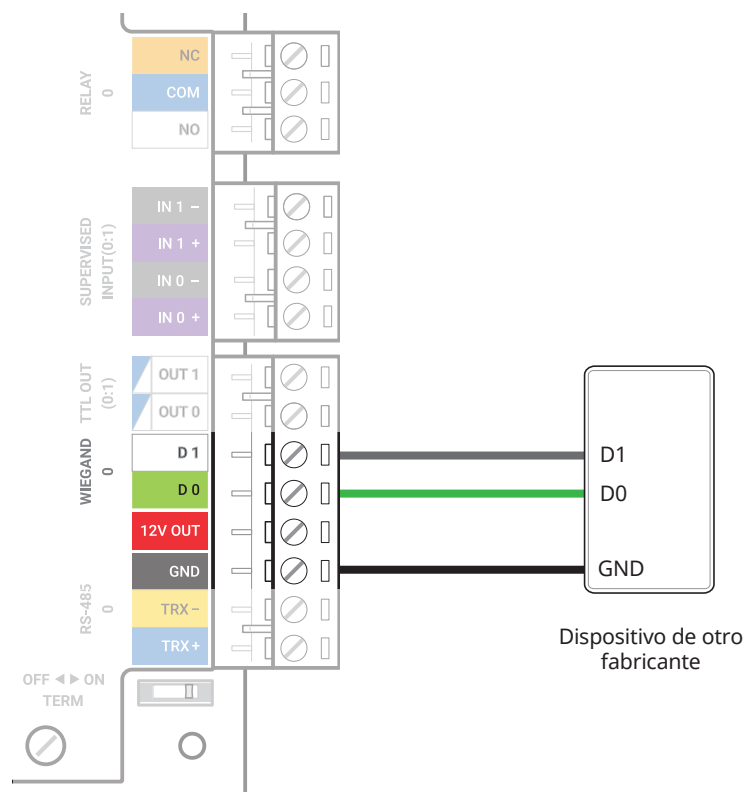 RELAY
0
NC
COM
NO
SUPERVISED
INPUT(0:1)
IN 1 −
IN 1 +
IN 0 −
IN 0 +
TTL OUT
(0:1)
OUT 1
OUT 0
WIEGAND
0
D 1
D 0
12V OUT
GND
RS-485
0
TRX −
TRX +
OFF ◄ ► ON
TERM
D1
D0
GND
Dispositivo de otro
fabricante